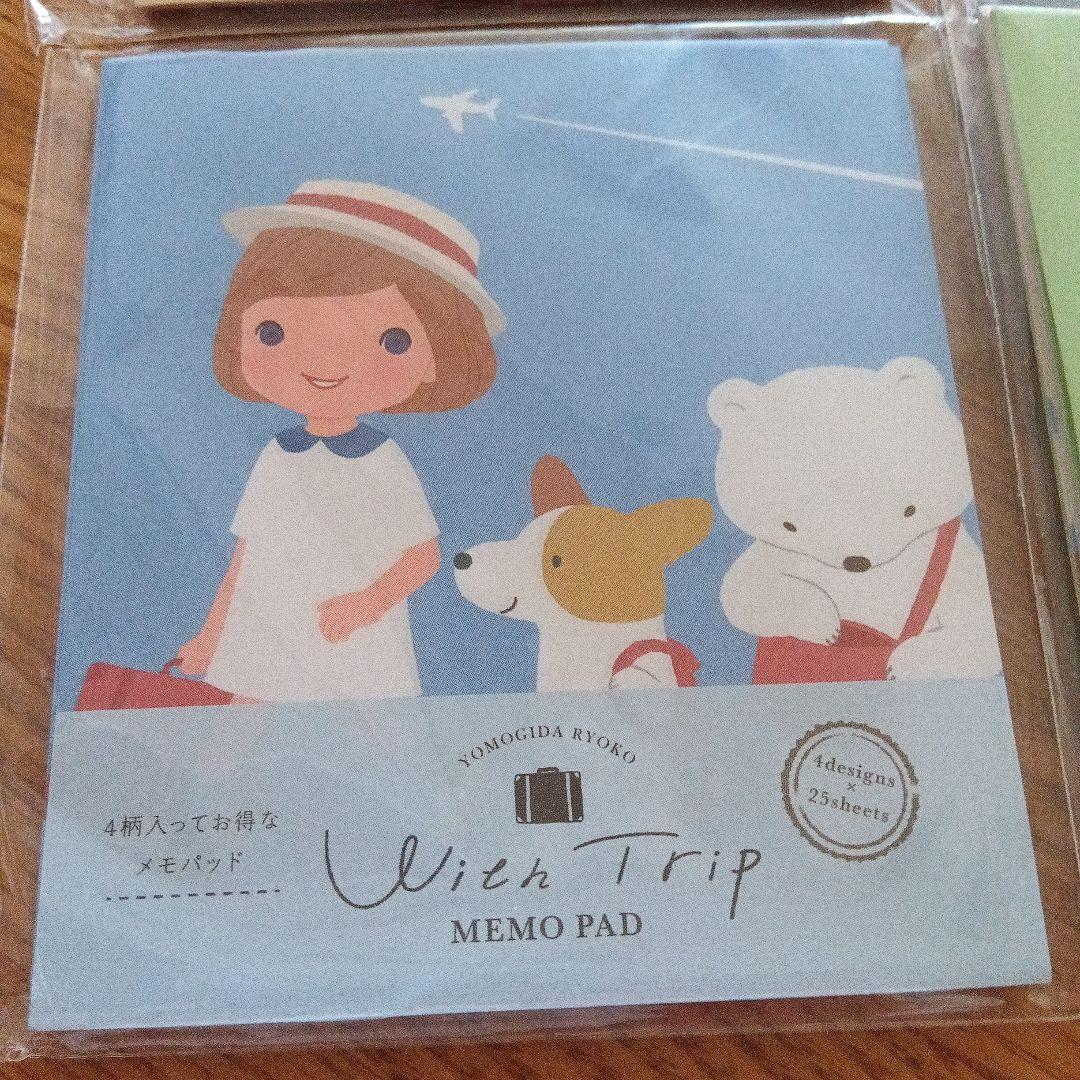 YOMOGIDA RYOKO
4柄入ってお得な
メモパッド
With Trip
MEMO PAD
4designs
×
25sheets